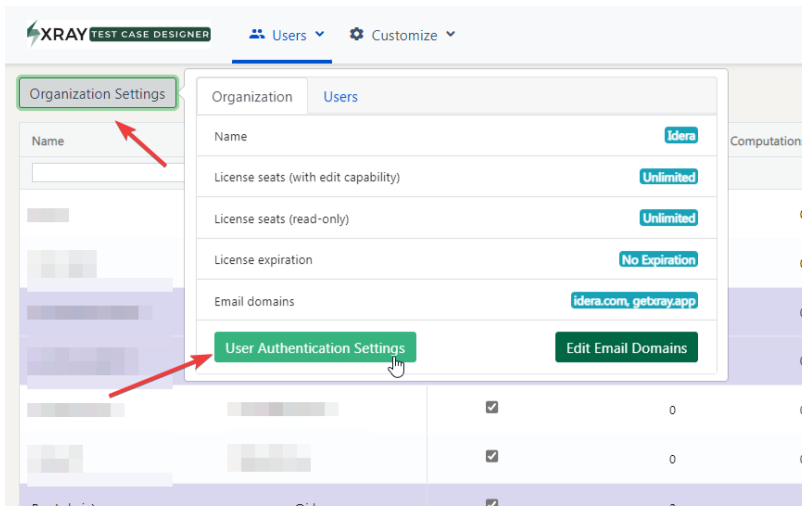 XRAY TEST CASE DESIGNER
Users
Customize
Organization Settings
Organization
Users
Name
Idera
License seats (with edit capability)
Unlimited
License seats (read-only)
Unlimited
License expiration
No Expiration
Email domains
idera.com, getxray.app
User Authentication Settings
Edit Email Domains
Name
Computation
0
0